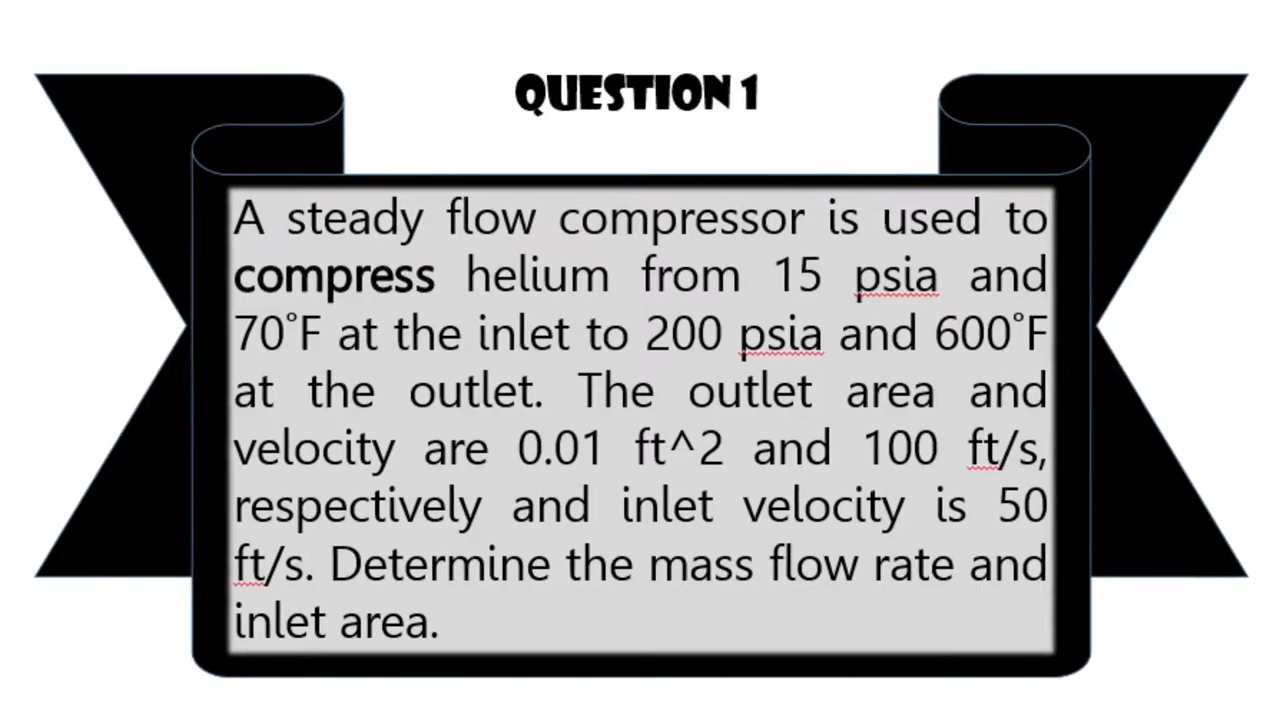 QUESTION 1
A steady flow compressor is used to
compress helium from 15 psia and
70°F at the inlet to 200 psia and 600°F
at the outlet. The outlet area and
velocity are 0.01 ft^2 and 100 ft/s,
respectively and inlet velocity is 50
ft/s. Determine the mass flow rate and
inlet area.